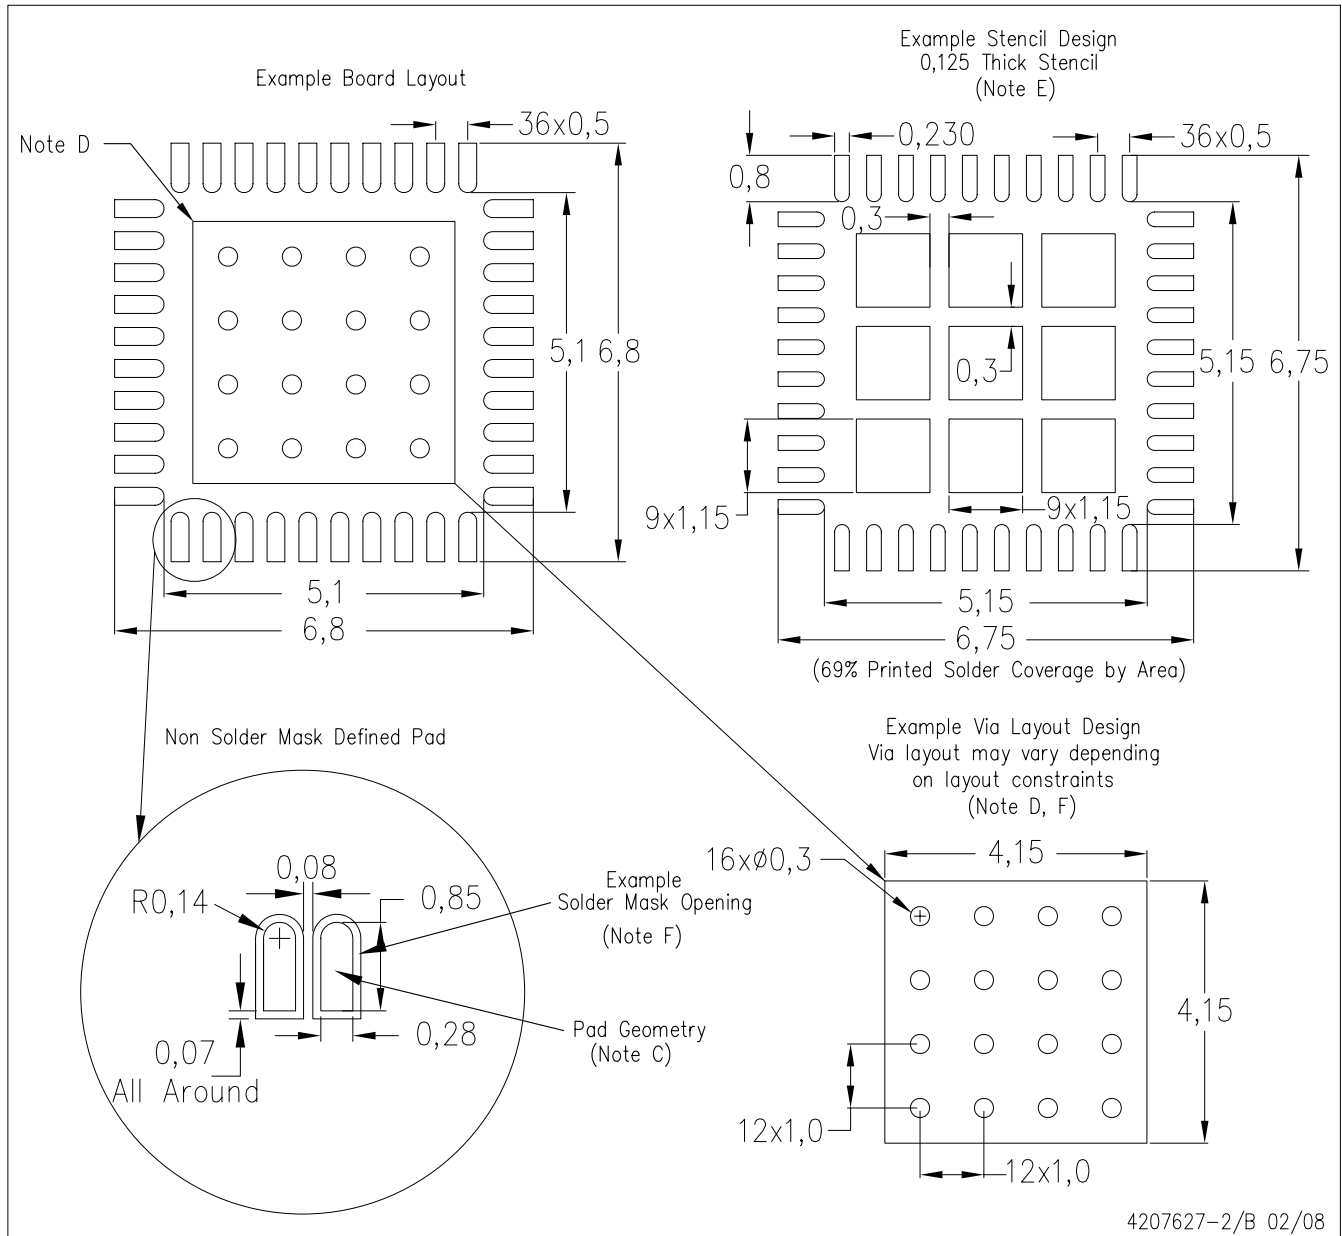 Example Board Layout
Note D
36x0,5
5,1
6,8
5,1
6,8
Example Stencil Design
0,125 Thick Stencil
(Note E)
0,230
36x0,5
0,8
0,3
0,3
5,15
6,75
9x1,15
9x1,15
5,15
6,75
(69% Printed Solder Coverage by Area)
Non Solder Mask Defined Pad
0,08
R0,14
0,85
Example
Solder Mask Opening
(Note F)
Pad Geometry
(Note C)
0,28
0,07
All Around
Example Via Layout Design
Via layout may vary depending
on layout constraints
(Note D, F)
16xø0,3
4,15
4,15
12x1,0
12x1,0
4207627-2/B 02/08